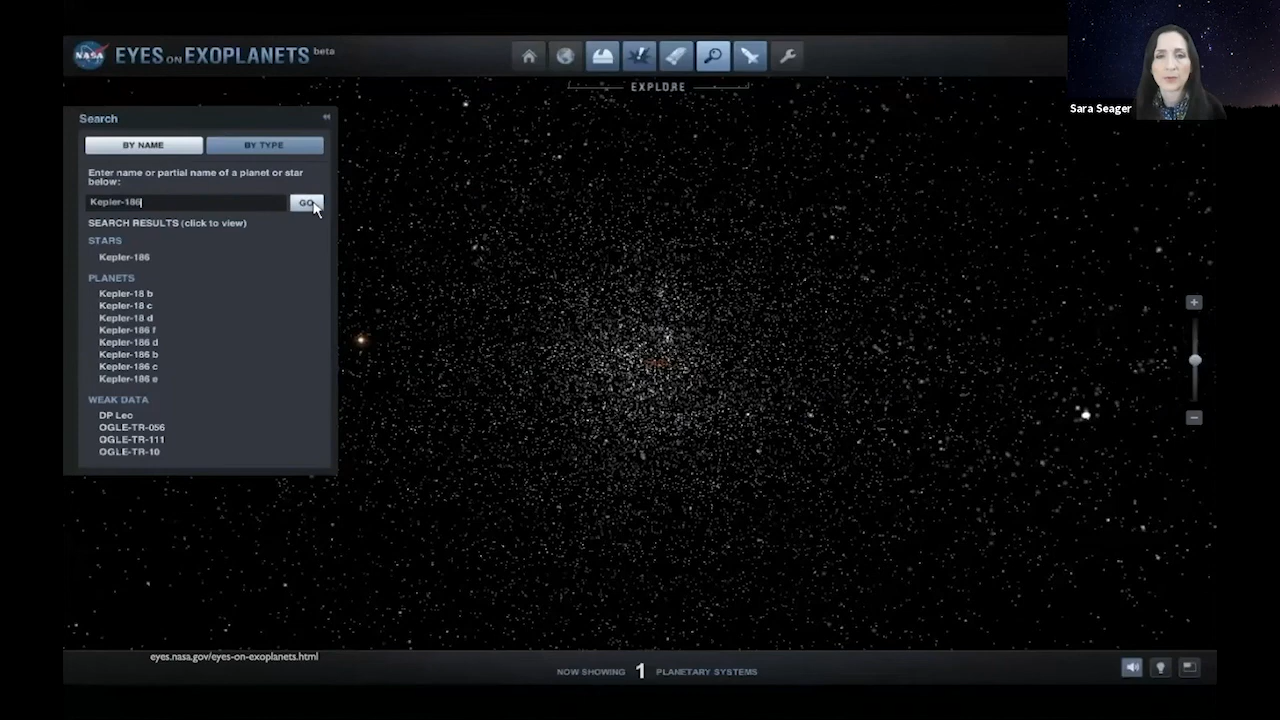 NASA
EYES ON EXOPLANETS beta
EXPLORE
Sara Seager
Search
BY NAME
BY TYPE
Enter name or partial name of a planet or star
below:
Kepler-186
GO
SEARCH RESULTS (click to view)
STARS
Kepler-186
PLANETS
Kepler-18 b
Kepler-18 c
Kepler-18 d
Kepler-186 f
Kepler-186 d
Kepler-186 b
Kepler-186 c
Kepler-186 e
WEAK DATA
DP Leo
OGLE-TR-056
OGLE-TR-111
OGLE-TR-10
eyes.nasa.gov/eyes-on-exoplanets.html
NOW SHOWING 1 PLANETARY SYSTEMS